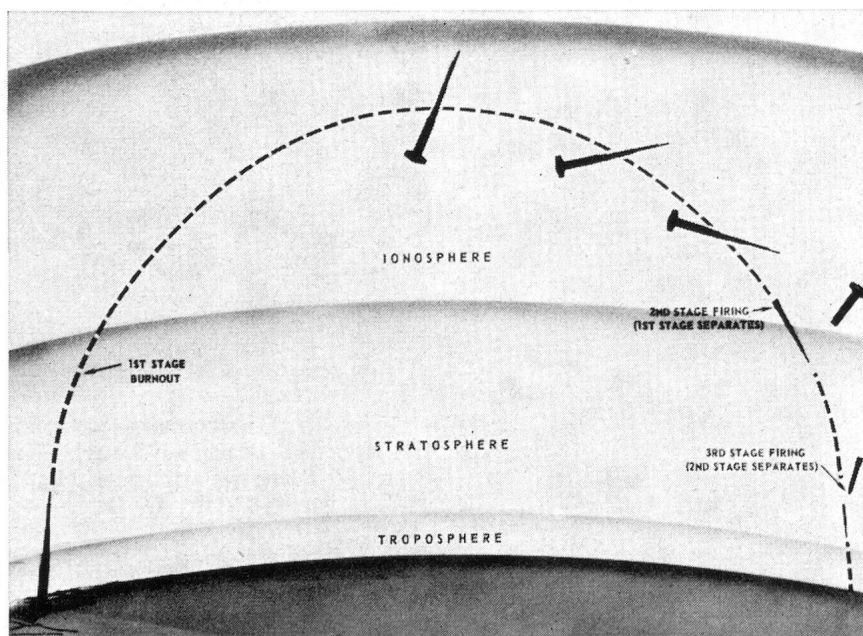 IONOSPHERE
2ND STAGE FIRING
(1ST STAGE SEPARATES)
1ST STAGE
BURNOUT
STRATOSPHERE
3RD STAGE FIRING
(2ND STAGE SEPARATES)
TROPOSPHERE